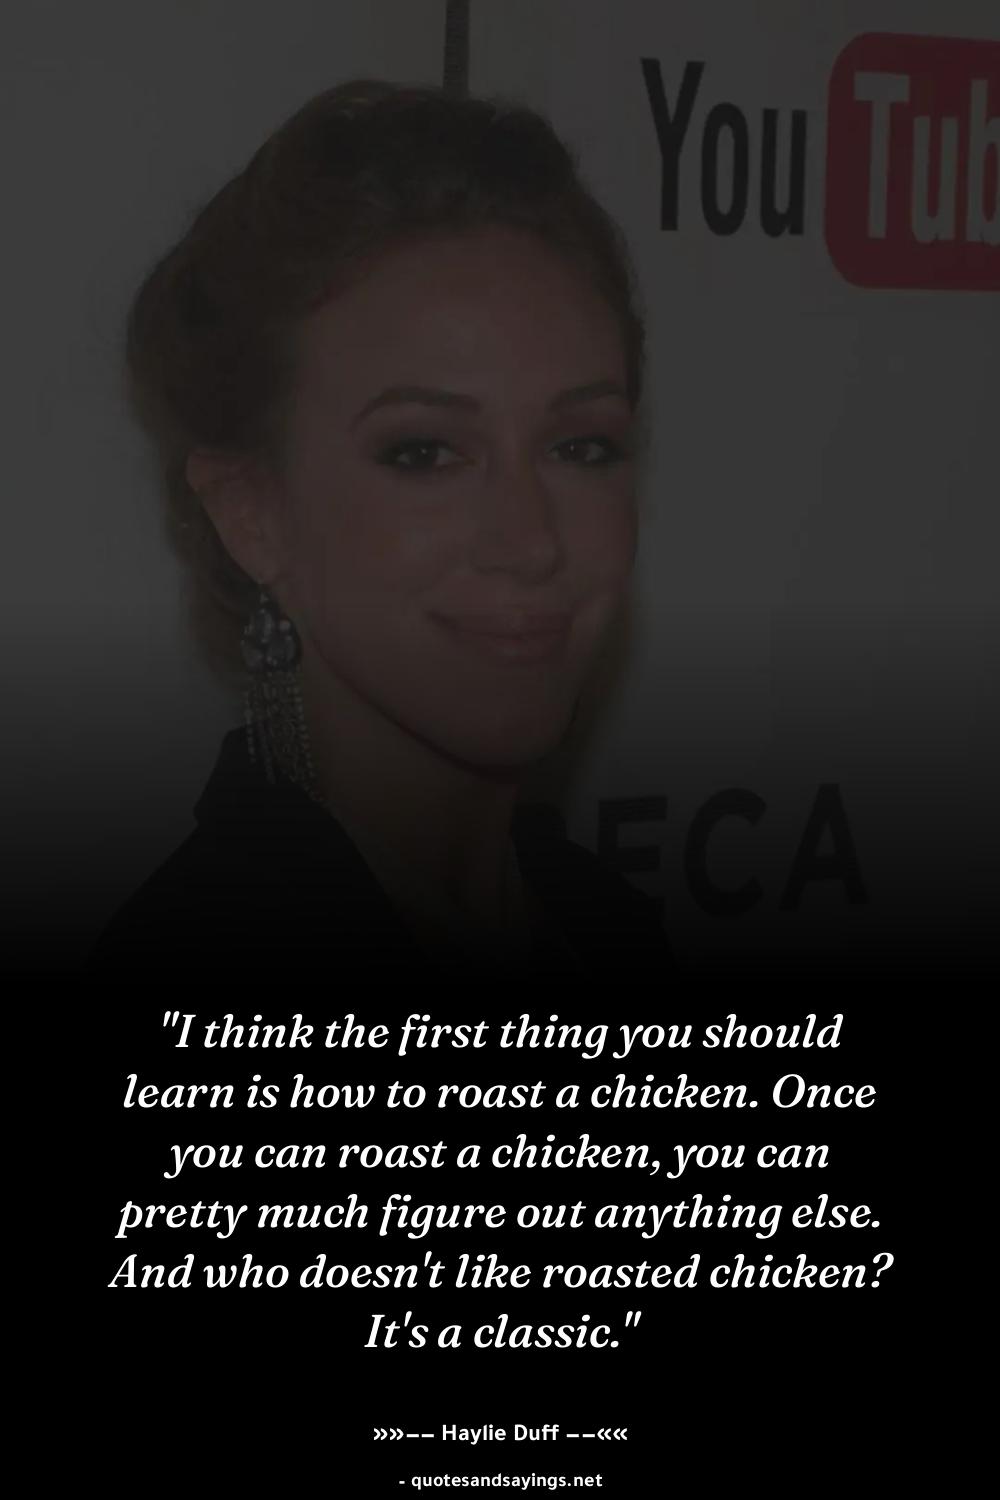 You Tub
ECA
"I think the first thing you should
learn is how to roast a chicken. Once
you can roast a chicken, you can
pretty much figure out anything else.
And who doesn't like roasted chicken?
It's a classic."
»»–– Haylie Duff ––««
- quotesandsayings.net